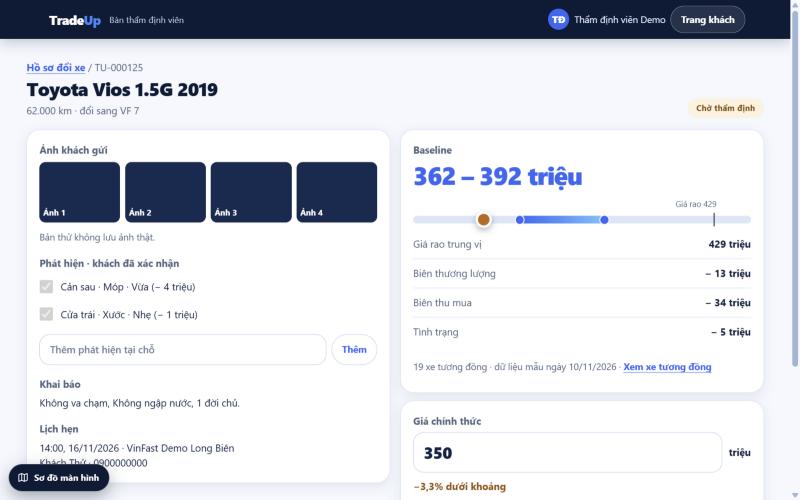 TradeUp Bàn thẩm định viên
TĐ Thẩm định viên Demo Trang khách
Hồ sơ đổi xe / TU-000125
Toyota Vios 1.5G 2019
62.000 km · đổi sang VF 7
Chờ thẩm định
Ảnh khách gửi
Ảnh 1 Ảnh 2 Ảnh 3 Ảnh 4
Bản thử không lưu ảnh thật.
Phát hiện · khách đã xác nhận
Cản sau · Móp · Vừa (− 4 triệu)
Cửa trái · Xước · Nhẹ (− 1 triệu)
Thêm phát hiện tại chỗ Thêm
Khai báo
Không va chạm, Không ngập nước, 1 đời chủ.
Lịch hẹn
14:00, 16/11/2026 · VinFast Demo Long Biên
Khách Thử · 0900000000
Sơ đồ màn hình
Baseline
362 – 392 triệu
Giá rao 429
Giá rao trung vị 429 triệu
Biên thương lượng − 13 triệu
Biên thu mua − 34 triệu
Tình trạng − 5 triệu
19 xe tương đồng · dữ liệu mẫu ngày 10/11/2026 · Xem xe tương đồng
Giá chính thức
350 triệu
−3,3% dưới khoảng